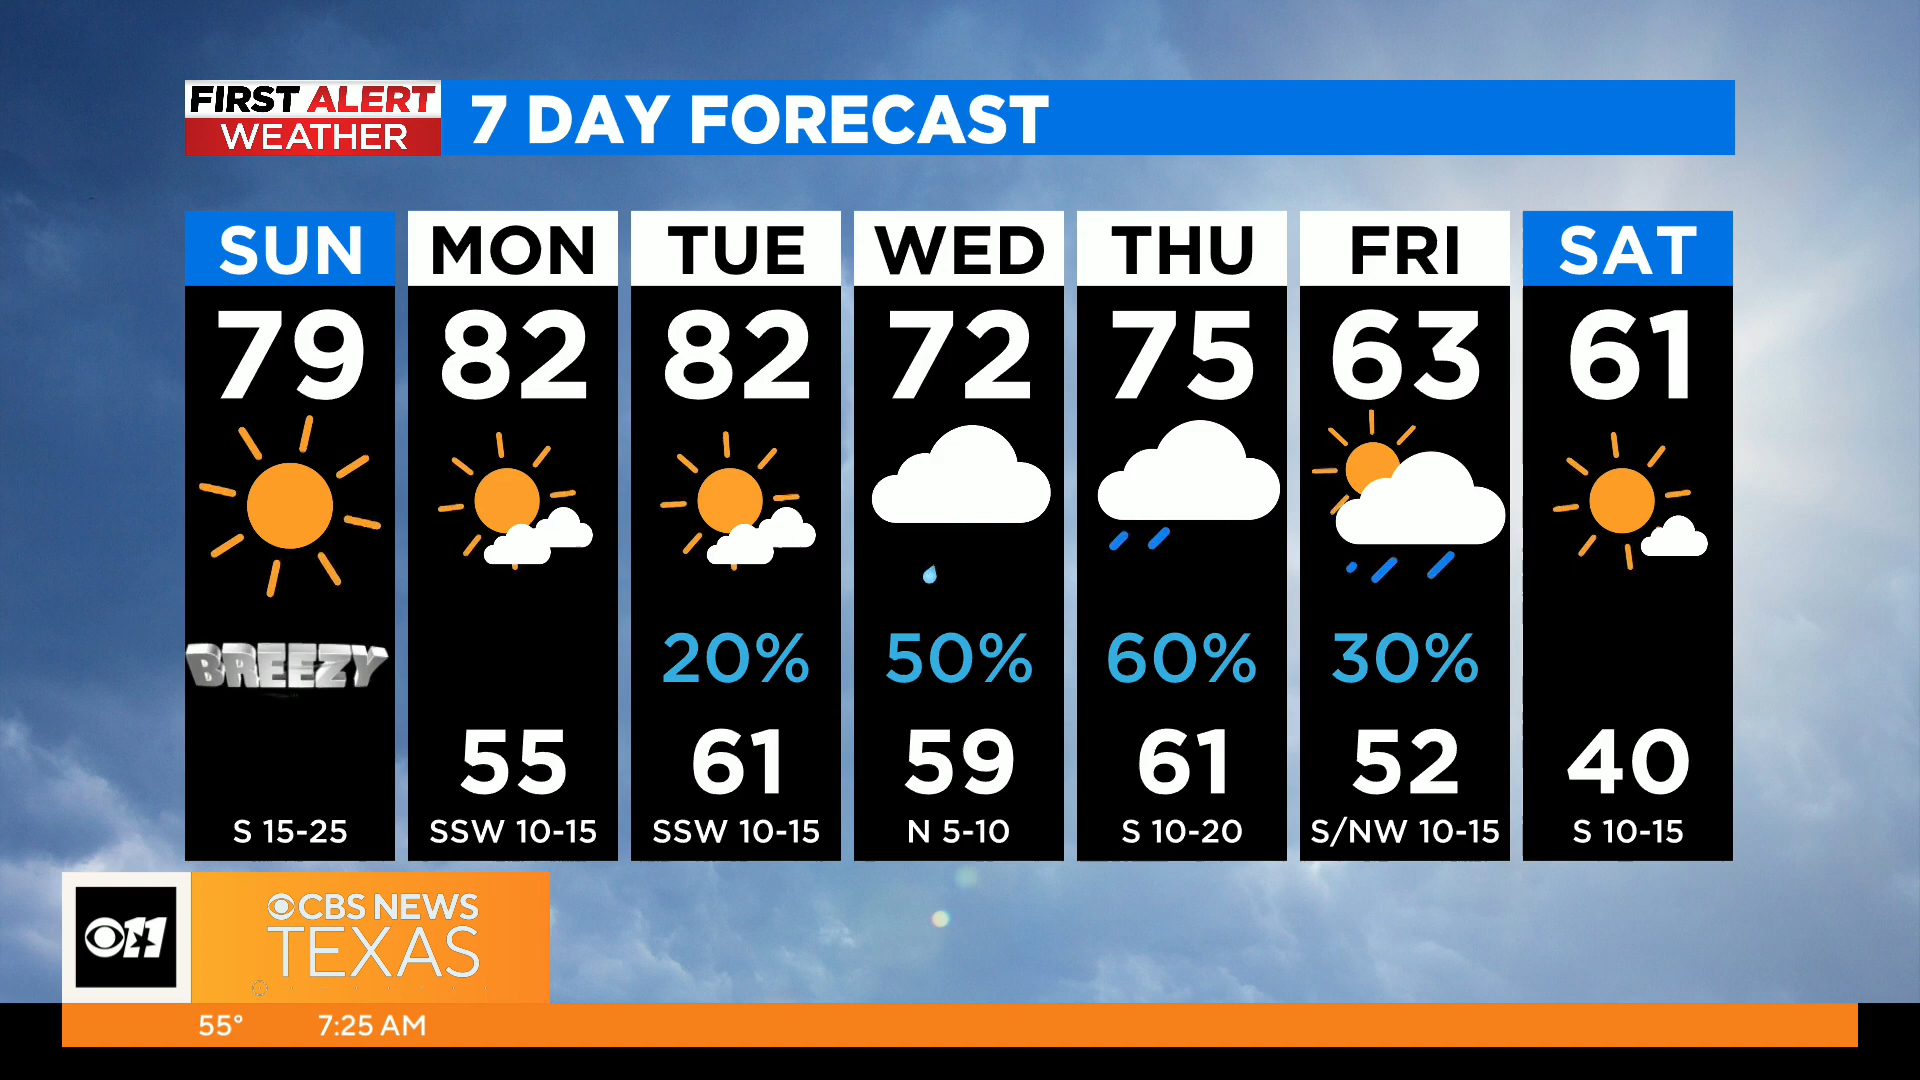 FIRST ALERT
WEATHER
7 DAY FORECAST
SUN MON TUE WED THU FRI SAT
79 82 82 72 75 63 61
BREEZY 20% 50% 60% 30%
55 61 59 61 52 40
S 15-25 SSW 10-15 SSW 10-15 N 5-10 S 10-20 S/NW 10-15 S 10-15
11
CBS NEWS
TEXAS
55° 7:25 AM